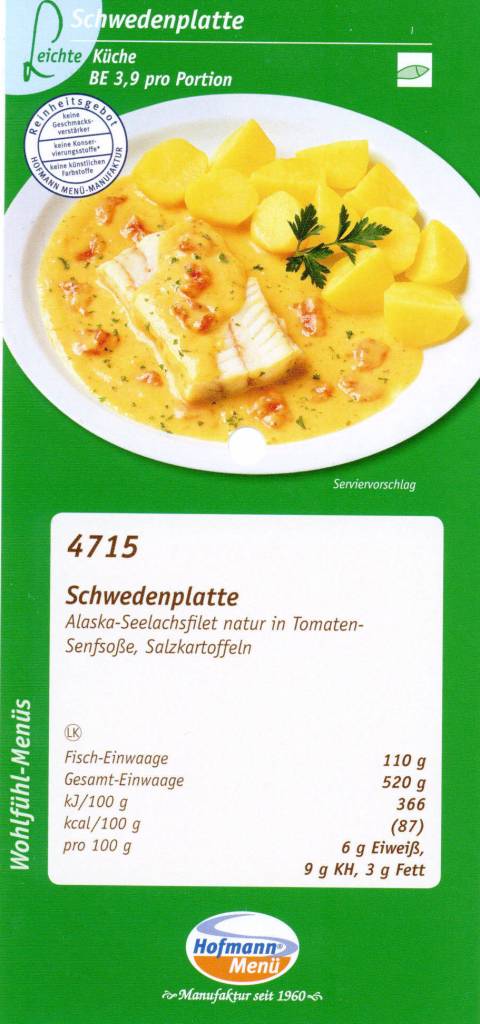 Schwedenplatte
Leichte Küche
BE 3,9 pro Portion
Reinheitsgebot
keine
Geschmacks-
verstärker
keine Konser-
vierungsstoffe*
keine künstlichen
Farbstoffe
HOFMANN MENÜ-MANUFAKTUR
Serviervorschlag
4715
Schwedenplatte
Alaska-Seelachsfilet natur in Tomaten-
Senfsoße, Salzkartoffeln
LK
Fisch-Einwaage 110 g
Gesamt-Einwaage 520 g
kJ/100 g 366
kcal/100 g (87)
pro 100 g 6 g Eiweiß,
9 g KH, 3 g Fett
Wohlfühl-Menüs
Hofmann®
Menü
Manufaktur seit 1960